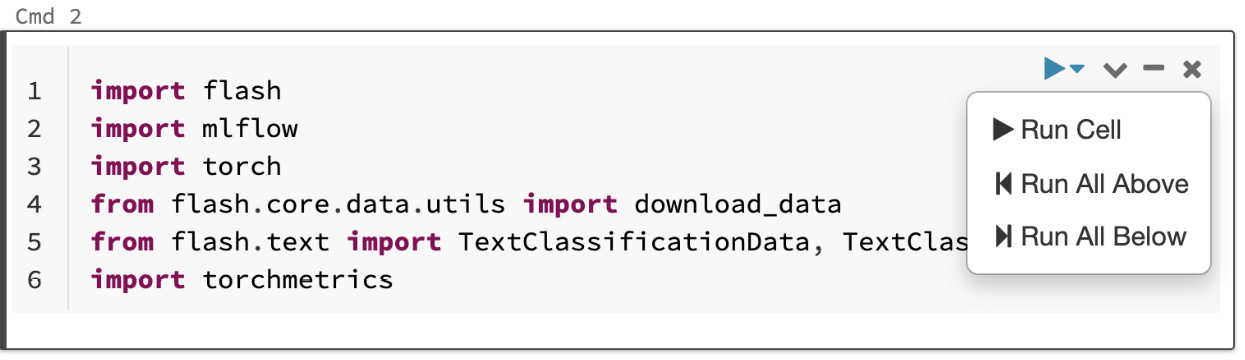 Cmd 2
1 import flash
2 import mlflow
3 import torch
4 from flash.core.data.utils import download_data
5 from flash.text import TextClassificationData, TextClas
6 import torchmetrics
Run Cell
Run All Above
Run All Below